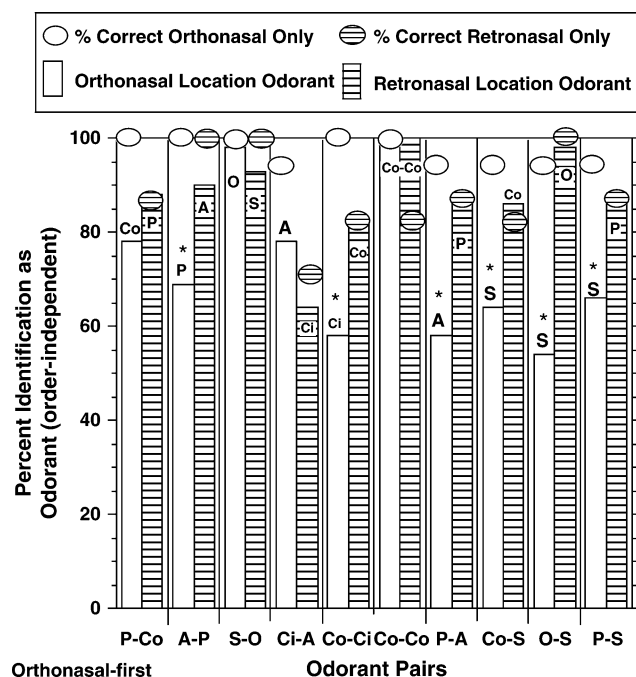 % Correct Orthonasal Only % Correct Retronasal Only
Orthonasal Location Odorant Retronasal Location Odorant
Percent Identification as
Odorant (order-independent)
100
80
60
40
20
0
Co P
* P A
O S
A Ci
* Ci Co
Co-Co
* A P
* S Co
* S O
* S P
P-Co A-P S-O Ci-A Co-Ci Co-Co P-A Co-S O-S P-S
Orthonasal-first Odorant Pairs